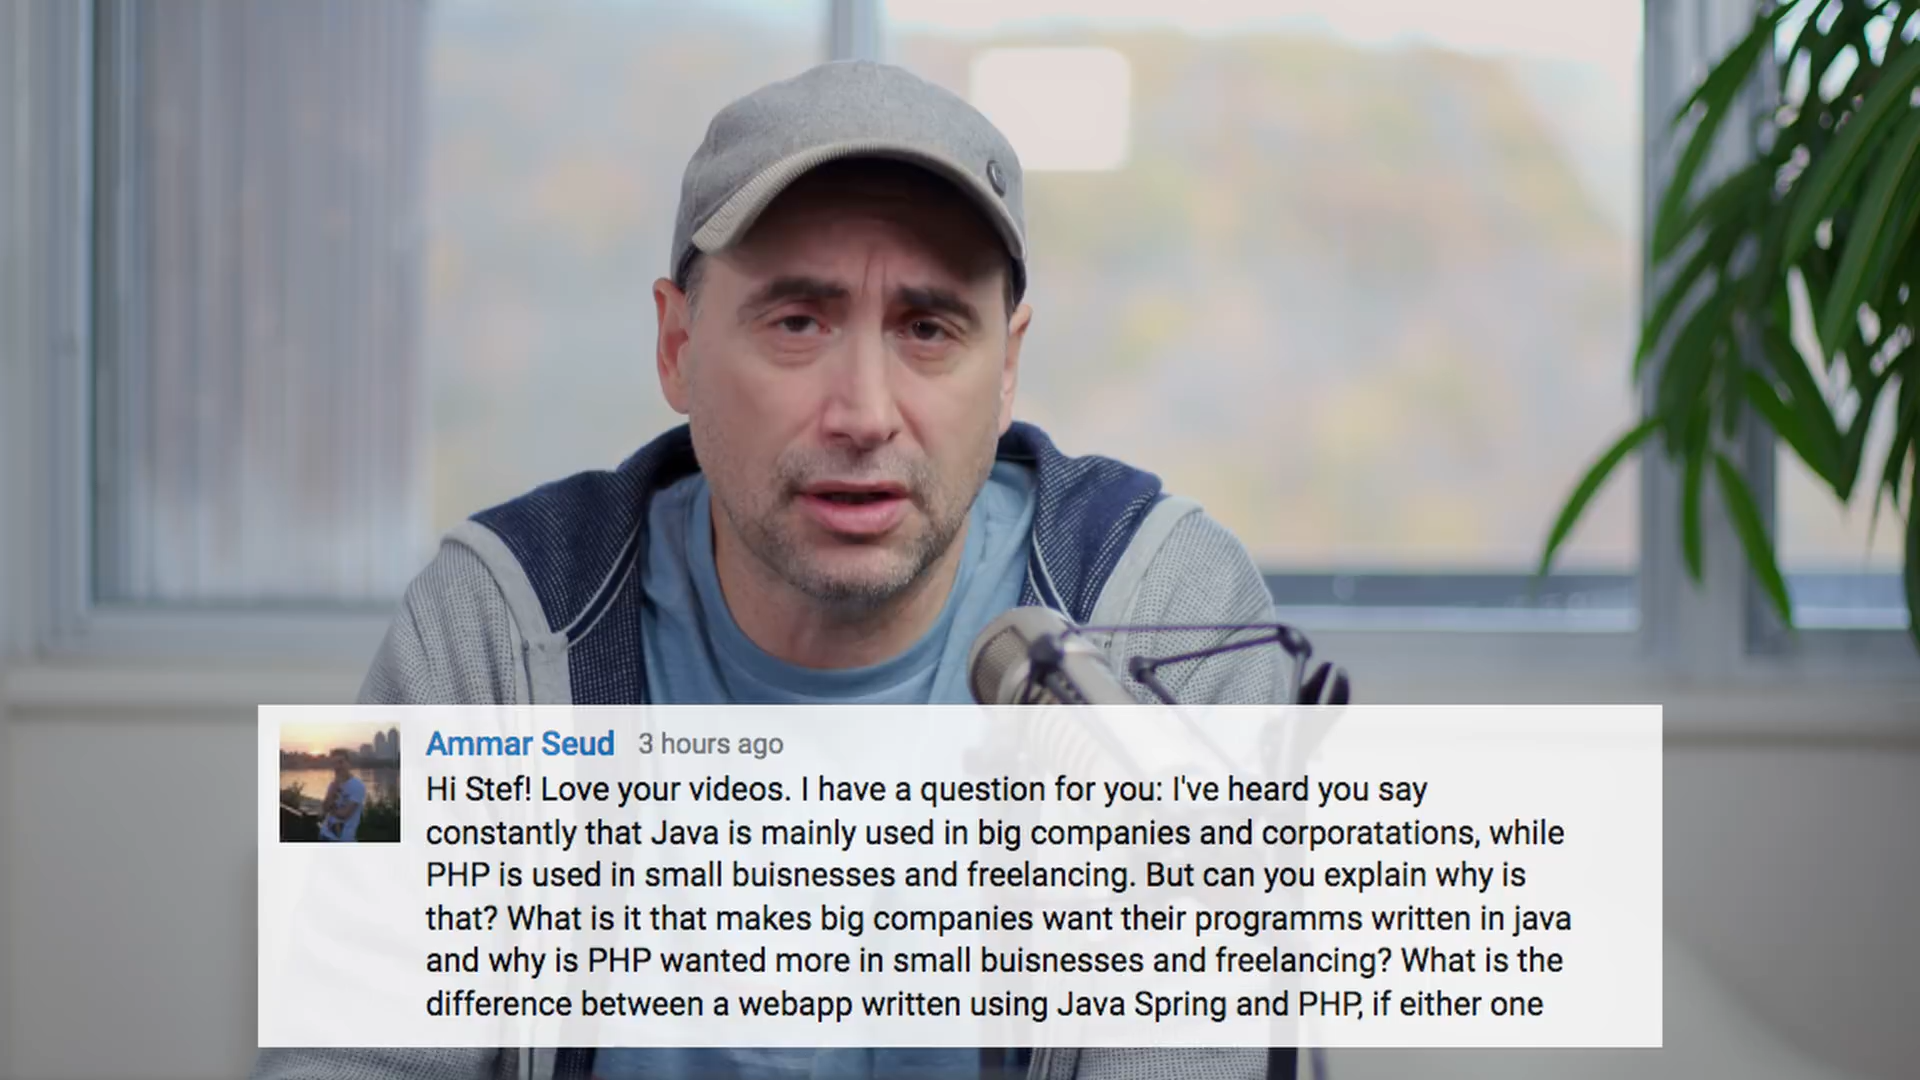 Ammar Seud 3 hours ago
Hi Stef! Love your videos. I have a question for you: I've heard you say
constantly that Java is mainly used in big companies and corporatations, while
PHP is used in small buisnesses and freelancing. But can you explain why is
that? What is it that makes big companies want their programms written in java
and why is PHP wanted more in small buisnesses and freelancing? What is the
difference between a webapp written using Java Spring and PHP, if either one